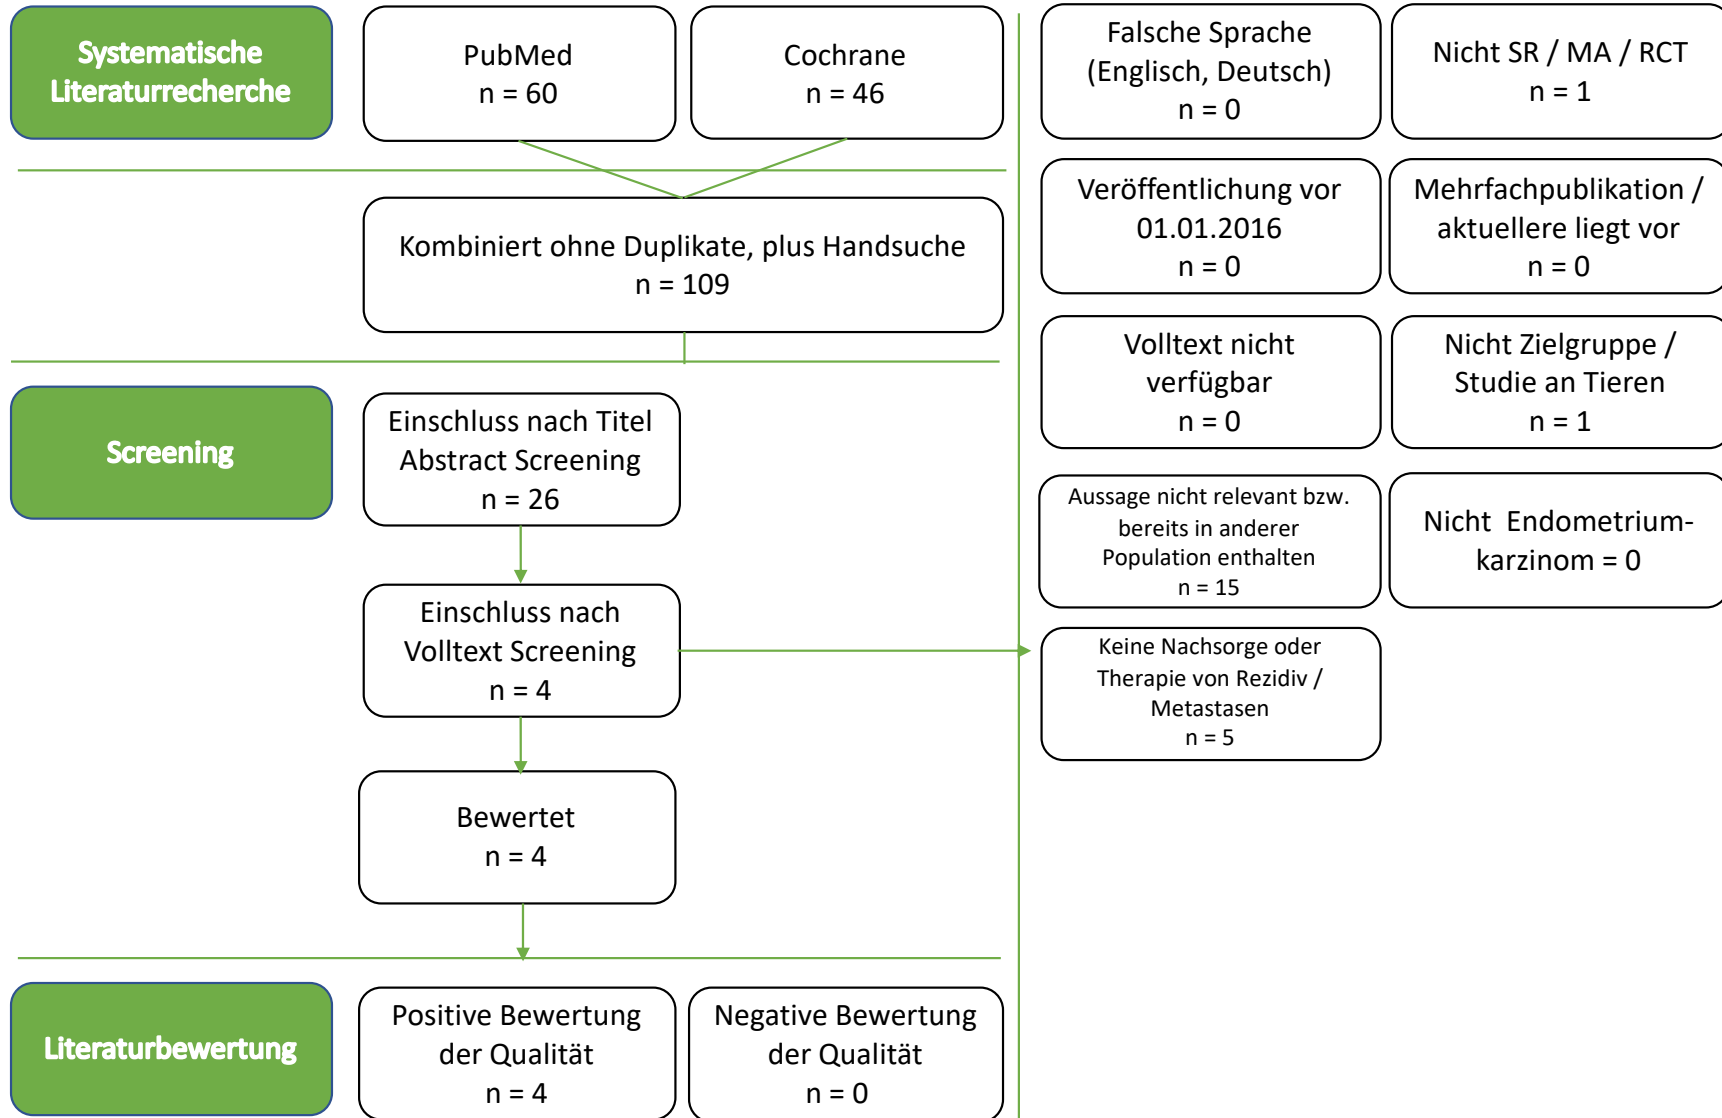 Systematische
Literaturrecherche
PubMed
n = 60
Cochrane
n = 46
Kombiniert ohne Duplikate, plus Handsuche
n = 109
Screening
Einschluss nach Titel
Abstract Screening
n = 26
Einschluss nach
Volltext Screening
n = 4
Bewertet
n = 4
Literaturbewertung
Positive Bewertung
der Qualität
n = 4
Negative Bewertung
der Qualität
n = 0
Falsche Sprache
(Englisch, Deutsch)
n = 0
Nicht SR / MA / RCT
n = 1
Veröffentlichung vor
01.01.2016
n = 0
Mehrfachpublikation /
aktuellere liegt vor
n = 0
Volltext nicht
verfügbar
n = 0
Nicht Zielgruppe /
Studie an Tieren
n = 1
Aussage nicht relevant bzw.
bereits in anderer
Population enthalten
n = 15
Nicht Endometrium-
karzinom = 0
Keine Nachsorge oder
Therapie von Rezidiv /
Metastasen
n = 5